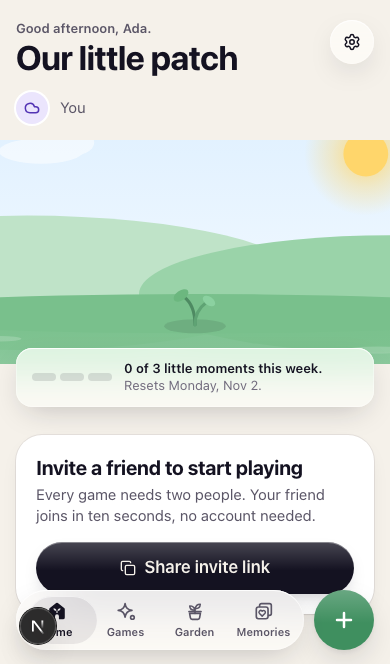 Good afternoon, Ada.
Our little patch
You
0 of 3 little moments this week.
Resets Monday, Nov 2.
Invite a friend to start playing
Every game needs two people. Your friend
joins in ten seconds, no account needed.
Share invite link
N
me
Games
Garden
Memories